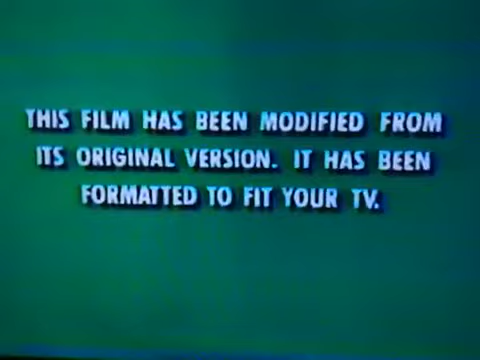 THIS FILM HAS BEEN MODIFIED FROM
ITS ORIGINAL VERSION. IT HAS BEEN
FORMATTED TO FIT YOUR TV.